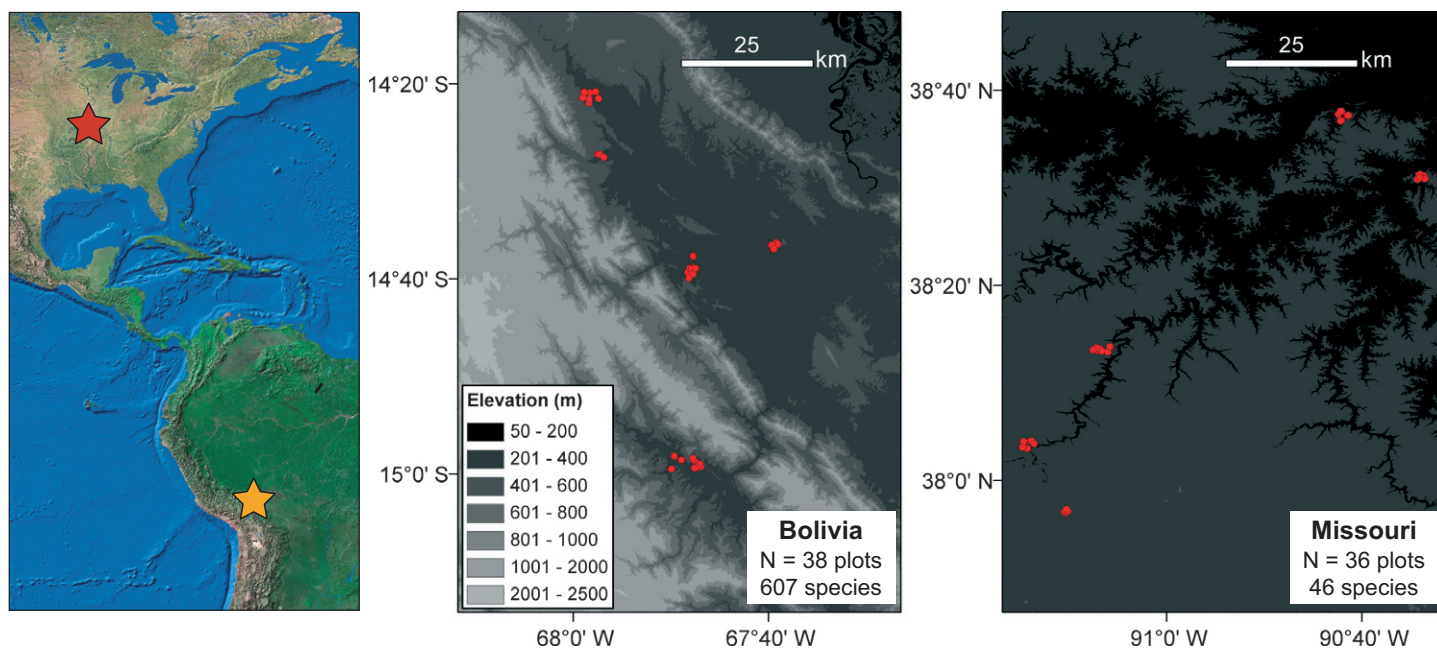 25
km
14°20' S
14°40' S
15°0' S
Elevation (m)
50 - 200
201 - 400
401 - 600
601 - 800
801 - 1000
1001 - 2000
2001 - 2500
Bolivia
N = 38 plots
607 species
68°0' W
67°40' W
25
km
38°40' N
38°20' N
38°0' N
Missouri
N = 36 plots
46 species
91°0' W
90°40' W